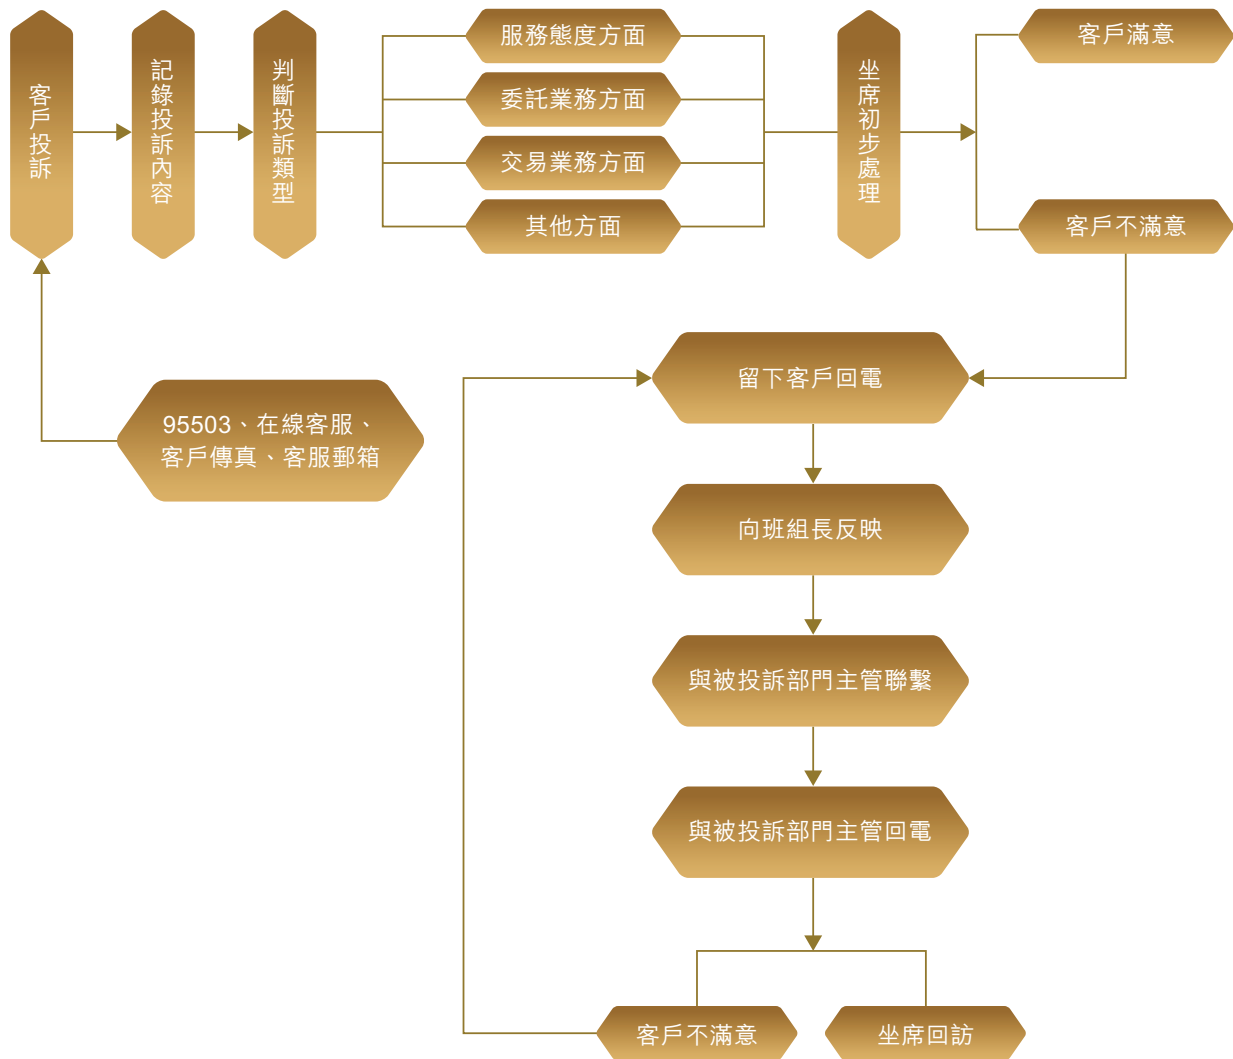 客戶投訴
記錄投訴內容
判斷投訴類型
服務態度方面
委託業務方面
交易業務方面
其他方面
坐席初步處理
客戶滿意
客戶不滿意
95503、在線客服、
客戶傳真、客服郵箱
留下客戶回電
向班組長反映
與被投訴部門主管聯繫
與被投訴部門主管回電
客戶不滿意
坐席回訪